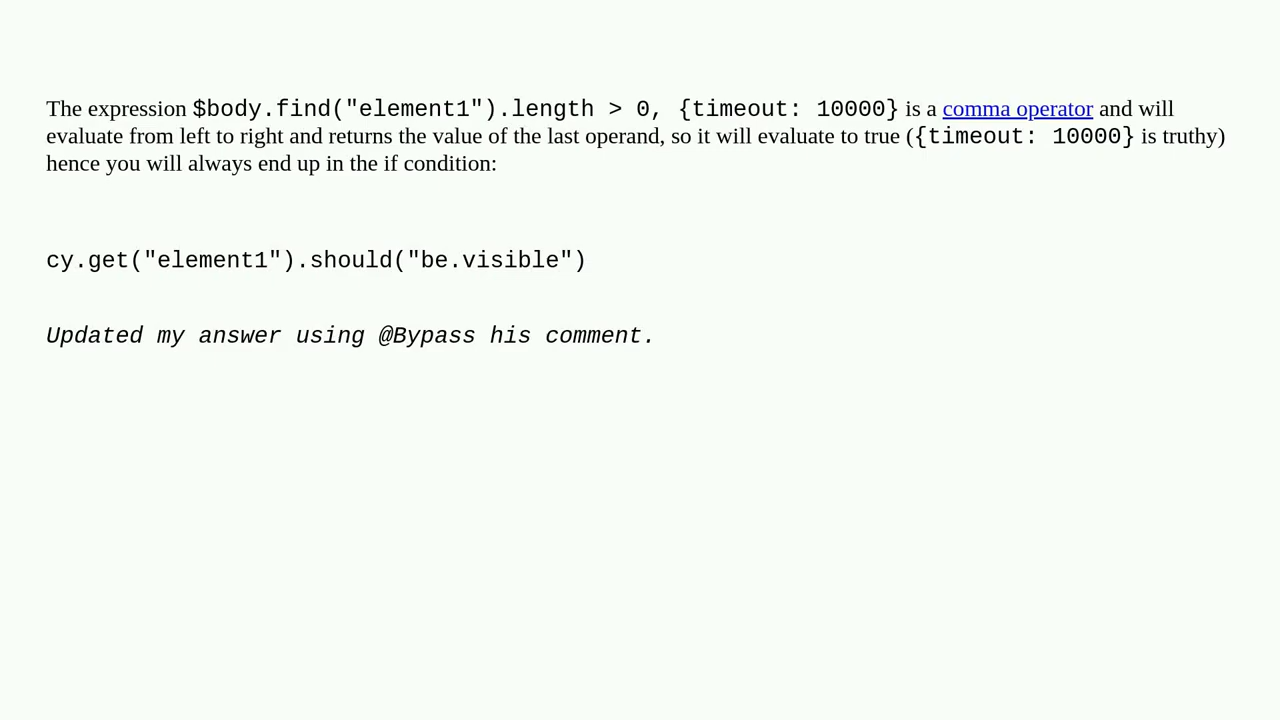 The expression $body.find("element1").length > 0, {timeout: 10000} is a comma operator and will
evaluate from left to right and returns the value of the last operand, so it will evaluate to true ({timeout: 10000} is truthy)
hence you will always end up in the if condition:
cy.get("element1").should("be.visible")
Updated my answer using @Bypass his comment.